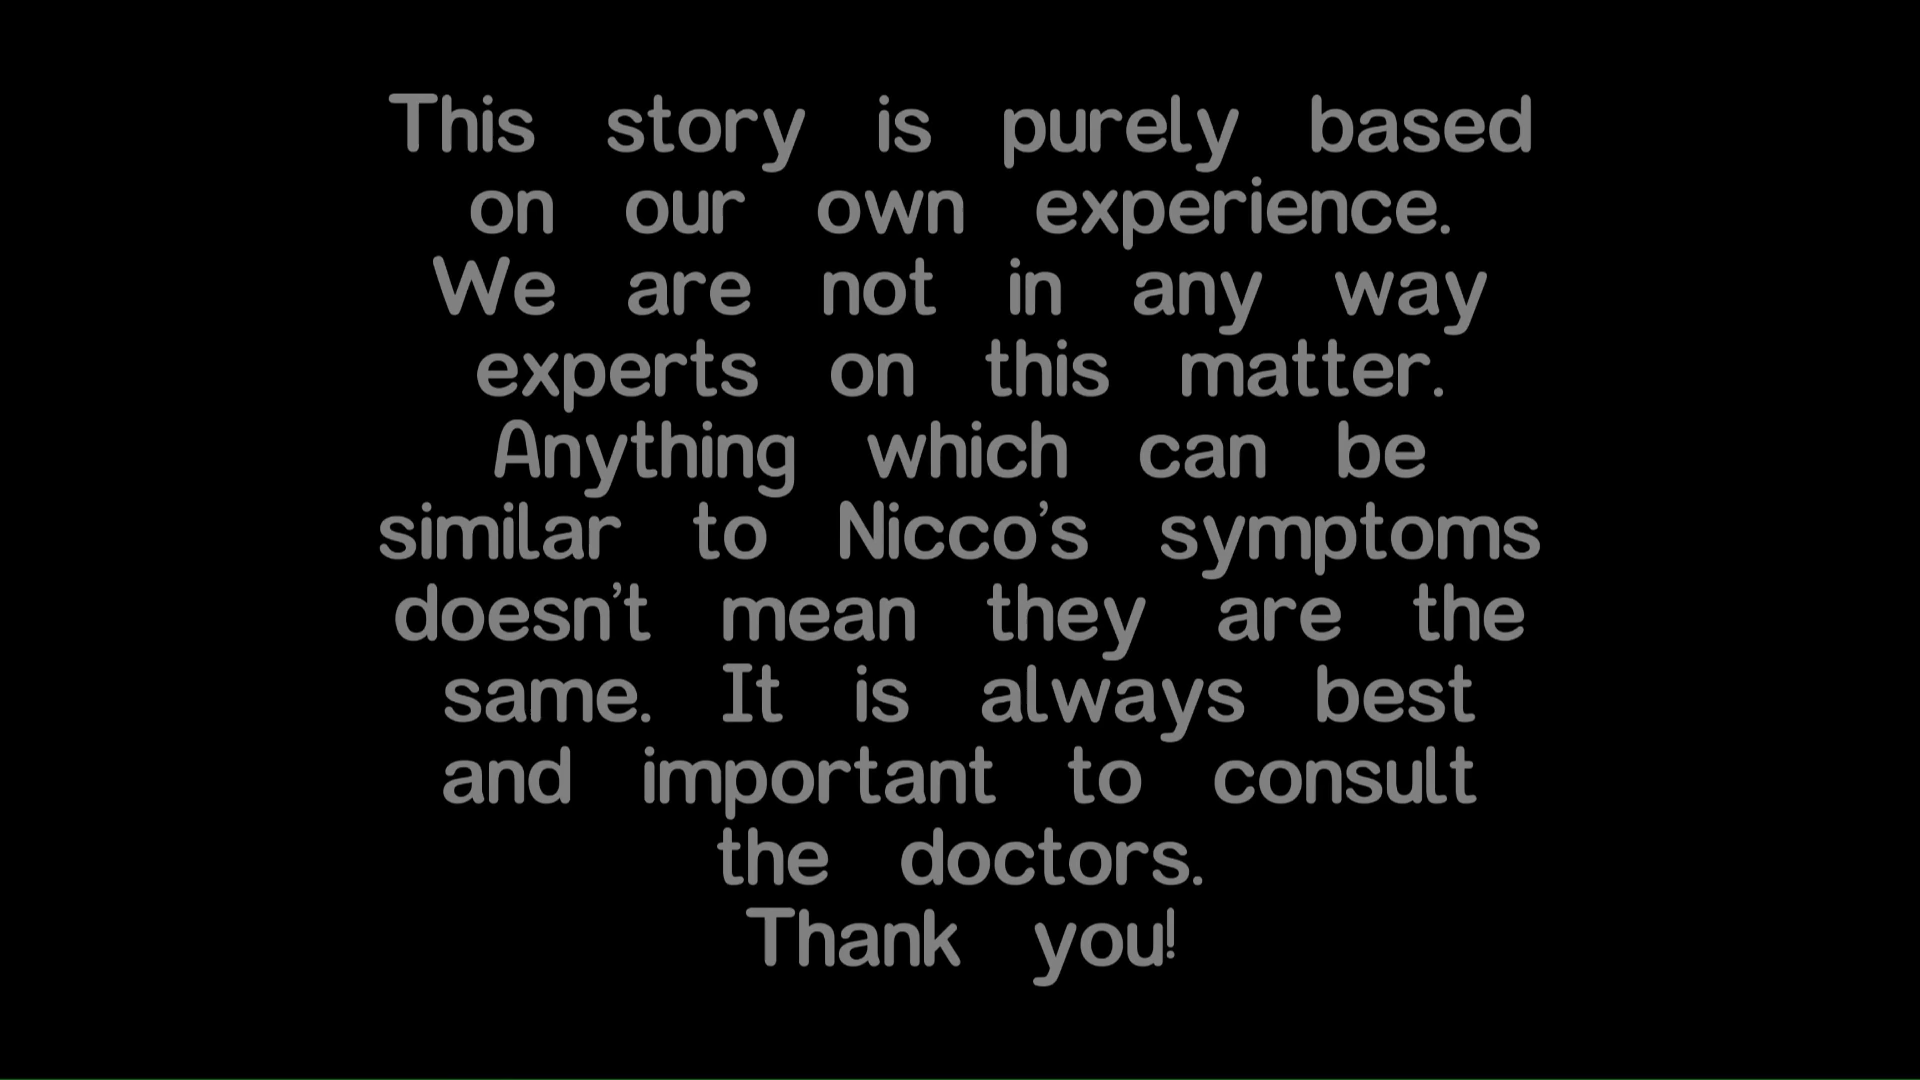 This story is purely based
on our own experience.
We are not in any way
experts on this matter.
Anything which can be
similar to Nicco's symptoms
doesn't mean they are the
same. It is always best
and important to consult
the doctors.
Thank you!